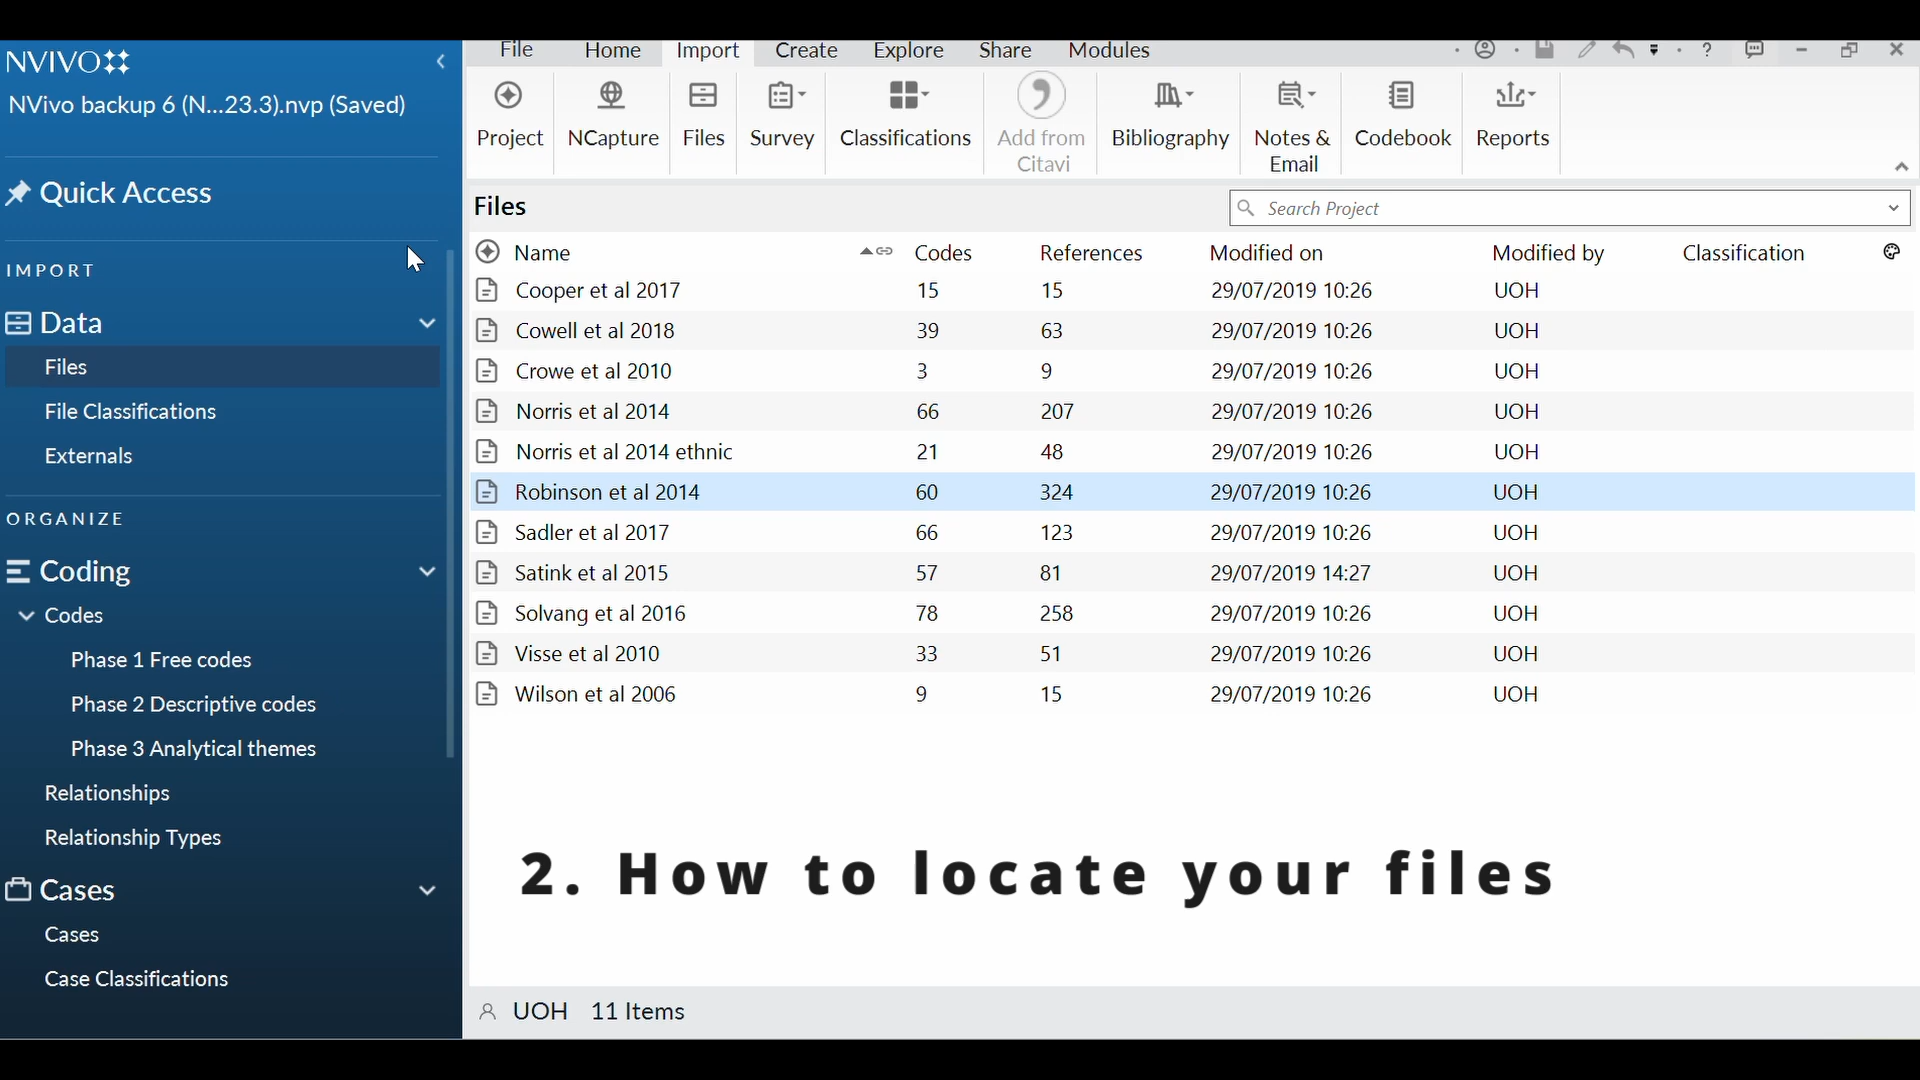 NVIVO
NVivo backup 6 (N...23.3).nvp (Saved)
Quick Access
IMPORT
Data
Files
File Classifications
Externals
ORGANIZE
Coding
Codes
Phase 1 Free codes
Phase 2 Descriptive codes
Phase 3 Analytical themes
Relationships
Relationship Types
Cases
Cases
Case Classifications
File Home Import Create Explore Share Modules ?
Project NCapture Files Survey Classifications Add from Citavi Bibliography Notes & Email Codebook Reports
Files Search Project
Name Codes References Modified on Modified by Classification
Cooper et al 2017 15 15 29/07/2019 10:26 UOH
Cowell et al 2018 39 63 29/07/2019 10:26 UOH
Crowe et al 2010 3 9 29/07/2019 10:26 UOH
Norris et al 2014 66 207 29/07/2019 10:26 UOH
Norris et al 2014 ethnic 21 48 29/07/2019 10:26 UOH
Robinson et al 2014 60 324 29/07/2019 10:26 UOH
Sadler et al 2017 66 123 29/07/2019 10:26 UOH
Satink et al 2015 57 81 29/07/2019 14:27 UOH
Solvang et al 2016 78 258 29/07/2019 10:26 UOH
Visse et al 2010 33 51 29/07/2019 10:26 UOH
Wilson et al 2006 9 15 29/07/2019 10:26 UOH
2. How to locate your files
UOH 11 Items